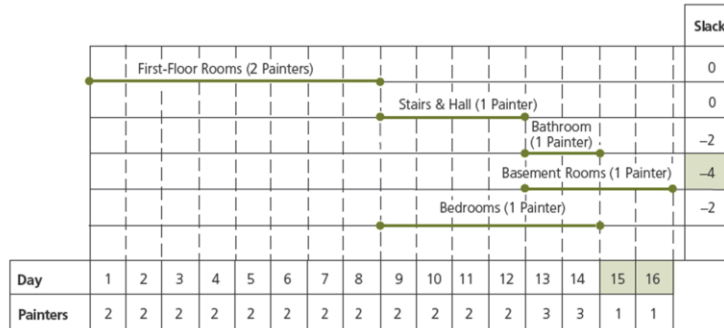 Slack
First-Floor Rooms (2 Painters) 0
Stairs & Hall (1 Painter) 0
Bathroom
(1 Painter) –2
Basement Rooms (1 Painter) –4
Bedrooms (1 Painter) –2
Day 1 2 3 4 5 6 7 8 9 10 11 12 13 14 15 16
Painters 2 2 2 2 2 2 2 2 2 2 2 2 3 3 1 1